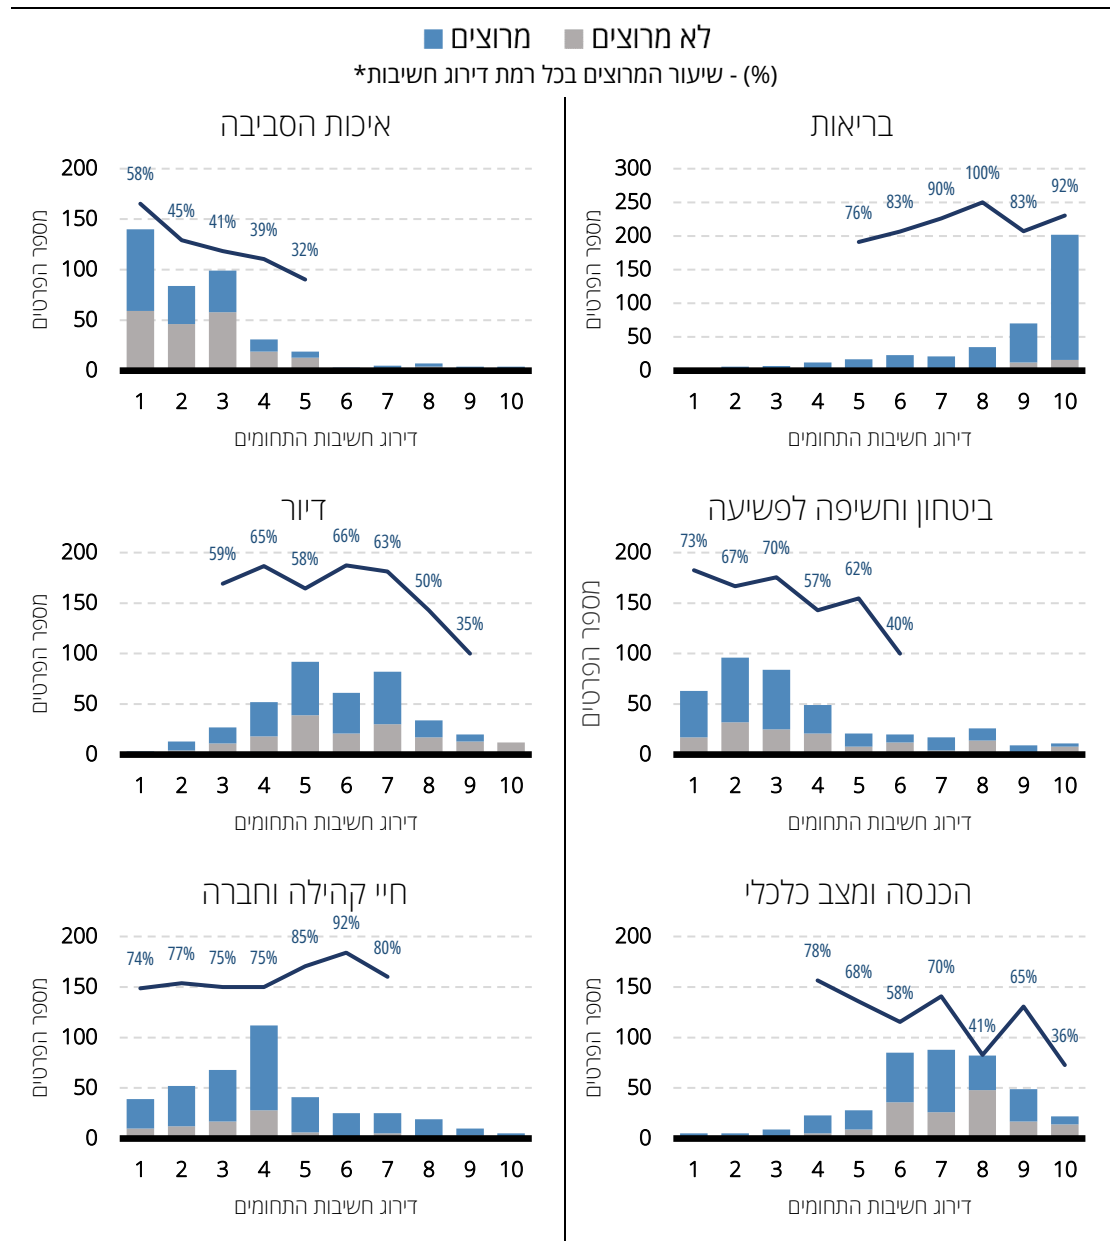 מרוצים לא מרוצים
(%) - שיעור המרוצים בכל רמת דירוג חשיבות*
בריאות
300
250
200
150
100
50
0
מספר הפרטים
76% 83% 90% 100% 83% 92%
1 2 3 4 5 6 7 8 9 10
דירוג חשיבות התחומים
איכות הסביבה
200
150
100
50
0
מספר הפרטים
58% 45% 41% 39% 32%
1 2 3 4 5 6 7 8 9 10
דירוג חשיבות התחומים
ביטחון וחשיפה לפשיעה
200
150
100
50
0
מספר הפרטים
73% 67% 70% 57% 62% 40%
1 2 3 4 5 6 7 8 9 10
דירוג חשיבות התחומים
דיור
200
150
100
50
0
מספר הפרטים
59% 65% 58% 66% 63% 50% 35%
1 2 3 4 5 6 7 8 9 10
דירוג חשיבות התחומים
הכנסה ומצב כלכלי
200
150
100
50
0
מספר הפרטים
78% 68% 58% 70% 41% 65% 36%
1 2 3 4 5 6 7 8 9 10
דירוג חשיבות התחומים
חיי קהילה וחברה
200
150
100
50
0
מספר הפרטים
74% 77% 75% 75% 85% 92% 80%
1 2 3 4 5 6 7 8 9 10
דירוג חשיבות התחומים